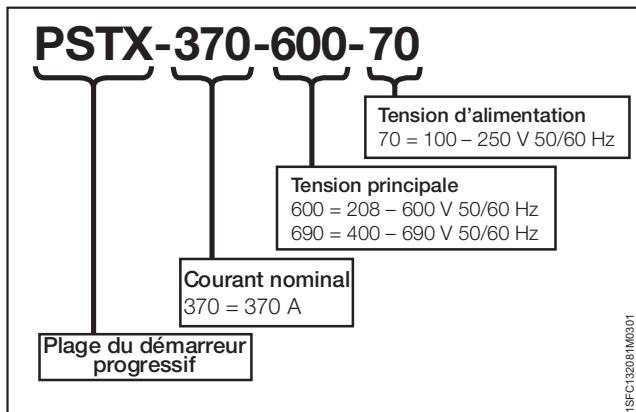 PSTX-370-600-70
Tension d'alimentation
70 = 100 – 250 V 50/60 Hz
Tension principale
600 = 208 – 600 V 50/60 Hz
690 = 400 – 690 V 50/60 Hz
Courant nominal
370 = 370 A
Plage du démarreur
progressif
1SFC132081M0301